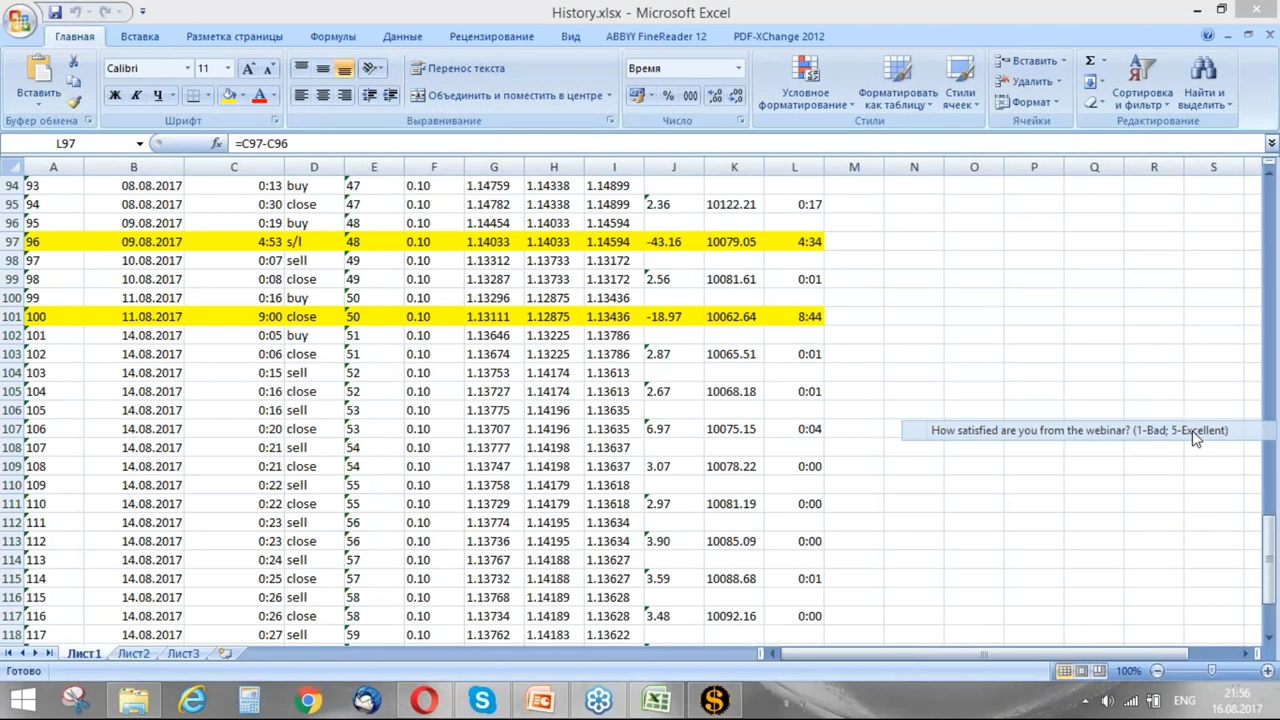 History.xlsx - Microsoft Excel
Главная Вставка Разметка страницы Формулы Данные Рецензирование Вид ABBYY FineReader 12 PDF-XChange 2012
Вставить Calibri 11 Ж К Ч Перенос текста Объединить и поместить в центре Время % 000 Условное форматирование Форматировать как таблицу Стили ячеек Вставить Удалить Формат Σ Сортировка и фильтр Найти и выделить
Буфер обмена Шрифт Выравнивание Число Стили Ячейки Редактирование
L97 fx =C97-C96
A B C D E F G H I J K L M N O P Q R S
94 93 08.08.2017 0:13 buy 47 0.10 1.14759 1.14338 1.14899
95 94 08.08.2017 0:30 close 47 0.10 1.14782 1.14338 1.14899 2.36 10122.21 0:17
96 95 09.08.2017 0:19 buy 48 0.10 1.14454 1.14033 1.14594
97 96 09.08.2017 4:53 s/l 48 0.10 1.14033 1.14033 1.14594 -43.16 10079.05 4:34
98 97 10.08.2017 0:07 sell 49 0.10 1.13312 1.13733 1.13172
99 98 10.08.2017 0:08 close 49 0.10 1.13287 1.13733 1.13172 2.56 10081.61 0:01
100 99 11.08.2017 0:16 buy 50 0.10 1.13296 1.12875 1.13436
101 100 11.08.2017 9:00 close 50 0.10 1.13111 1.12875 1.13436 -18.97 10062.64 8:44
102 101 14.08.2017 0:05 buy 51 0.10 1.13646 1.13225 1.13786
103 102 14.08.2017 0:06 close 51 0.10 1.13674 1.13225 1.13786 2.87 10065.51 0:01
104 103 14.08.2017 0:15 sell 52 0.10 1.13753 1.14174 1.13613
105 104 14.08.2017 0:16 close 52 0.10 1.13727 1.14174 1.13613 2.67 10068.18 0:01
106 105 14.08.2017 0:16 sell 53 0.10 1.13775 1.14196 1.13635
107 106 14.08.2017 0:20 close 53 0.10 1.13707 1.14196 1.13635 6.97 10075.15 0:04
How satisfied are you from the webinar? (1-Bad; 5-Excellent)
108 107 14.08.2017 0:21 sell 54 0.10 1.13777 1.14198 1.13637
109 108 14.08.2017 0:21 close 54 0.10 1.13747 1.14198 1.13637 3.07 10078.22 0:00
110 109 14.08.2017 0:22 sell 55 0.10 1.13758 1.14179 1.13618
111 110 14.08.2017 0:22 close 55 0.10 1.13729 1.14179 1.13618 2.97 10081.19 0:00
112 111 14.08.2017 0:23 sell 56 0.10 1.13774 1.14195 1.13634
113 112 14.08.2017 0:23 close 56 0.10 1.13736 1.14195 1.13634 3.90 10085.09 0:00
114 113 14.08.2017 0:24 sell 57 0.10 1.13767 1.14188 1.13627
115 114 14.08.2017 0:25 close 57 0.10 1.13732 1.14188 1.13627 3.59 10088.68 0:01
116 115 14.08.2017 0:26 sell 58 0.10 1.13768 1.14189 1.13628
117 116 14.08.2017 0:26 close 58 0.10 1.13734 1.14189 1.13628 3.48 10092.16 0:00
118 117 14.08.2017 0:27 sell 59 0.10 1.13762 1.14183 1.13622
Лист1 Лист2 Лист3
Готово 100%
ENG 21:56
16.08.2017